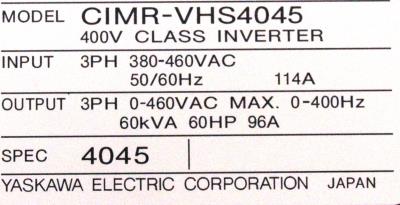 MODEL CIMR-VHS4045
400V CLASS INVERTER
INPUT 3PH 380-460VAC
50/60Hz 114A
OUTPUT 3PH 0-460VAC MAX. 0-400Hz
60kVA 60HP 96A
SPEC 4045
YASKAWA ELECTRIC CORPORATION JAPAN